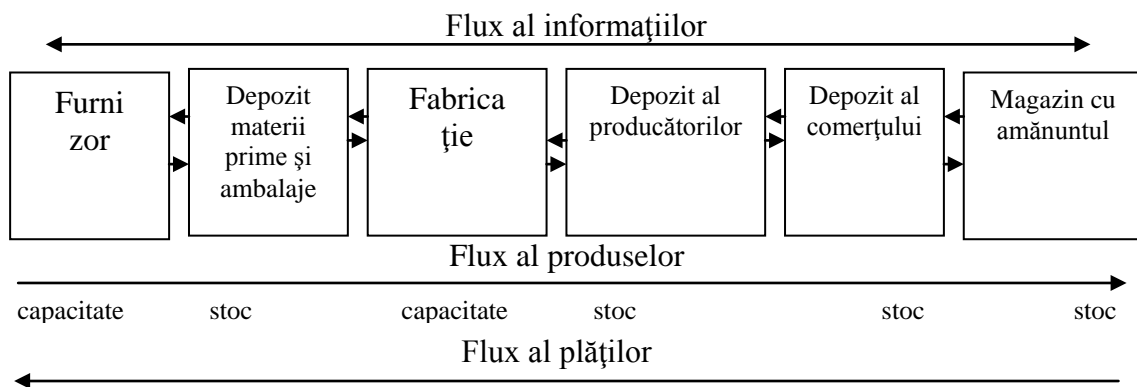 Flux al informaţiilor
Furni
zor
Depozit
materii
prime şi
ambalaje
Fabrica
ţie
Depozit al
producătorilor
Depozit al
comerţului
Magazin cu
amănuntul
Flux al produselor
capacitate stoc capacitate stoc stoc stoc
Flux al plăţilor